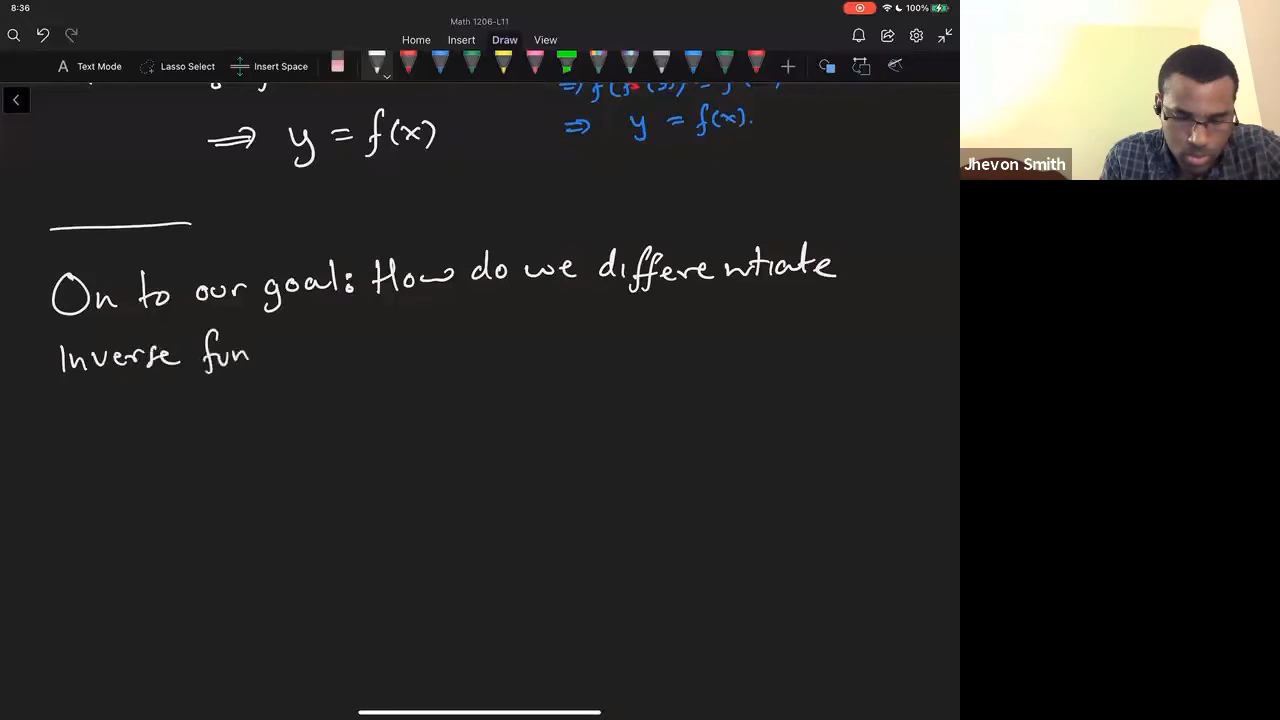 8:36
100%
Math 1206-L11
Home Insert Draw View
Text Mode Lasso Select Insert Space
⇒ y = f(x)
⇒ y = f(x).
Jhevon Smith
On to our goal: How do we differentiate
Inverse fun